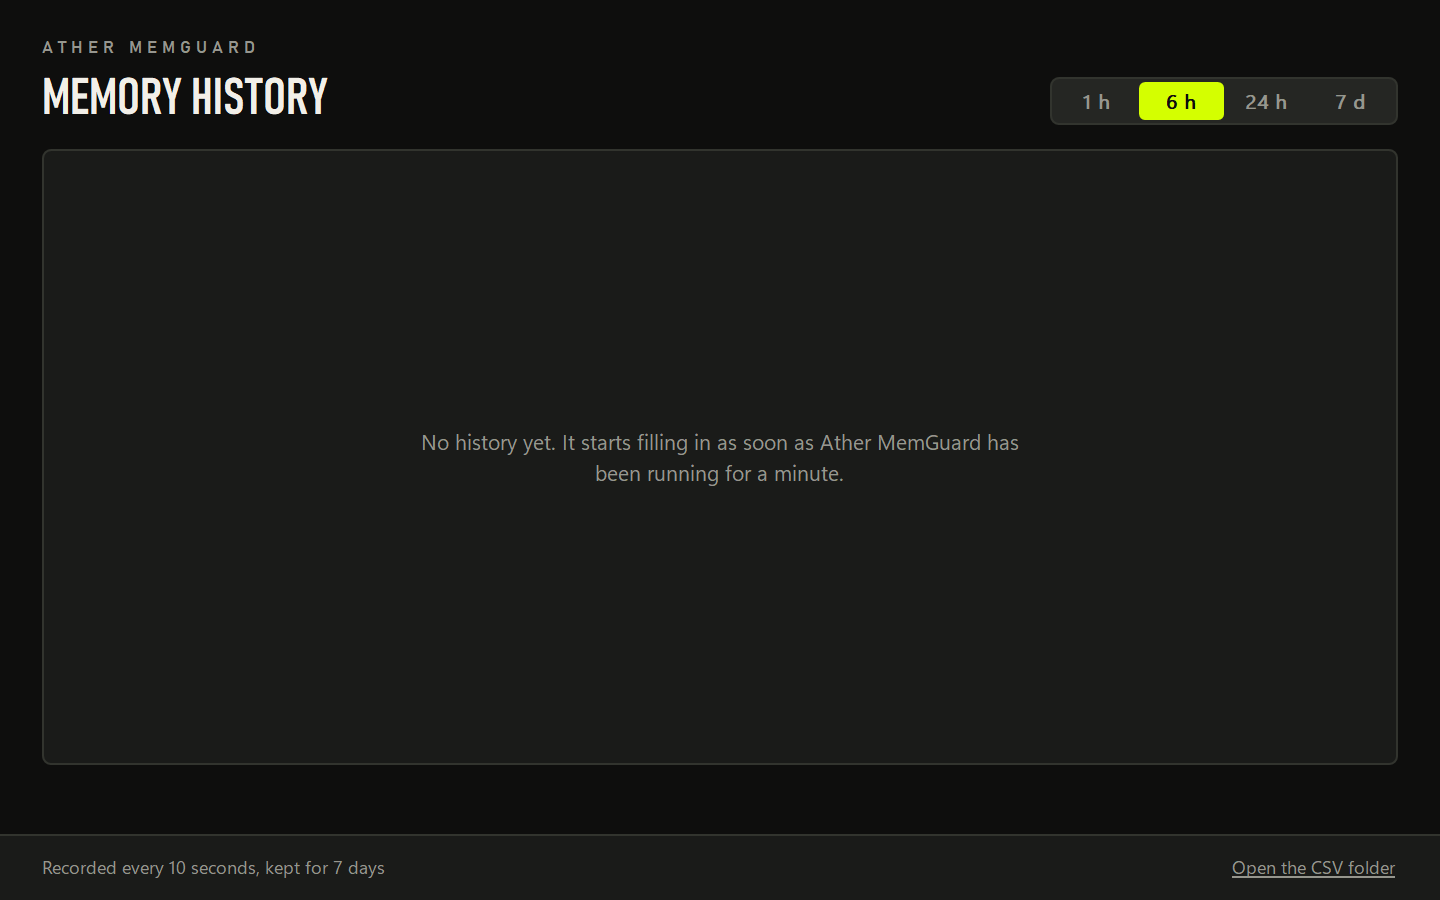 ATHER MEMGUARD
MEMORY HISTORY
1 h
6 h
24 h
7 d
No history yet. It starts filling in as soon as Ather MemGuard has
been running for a minute.
Recorded every 10 seconds, kept for 7 days
Open the CSV folder